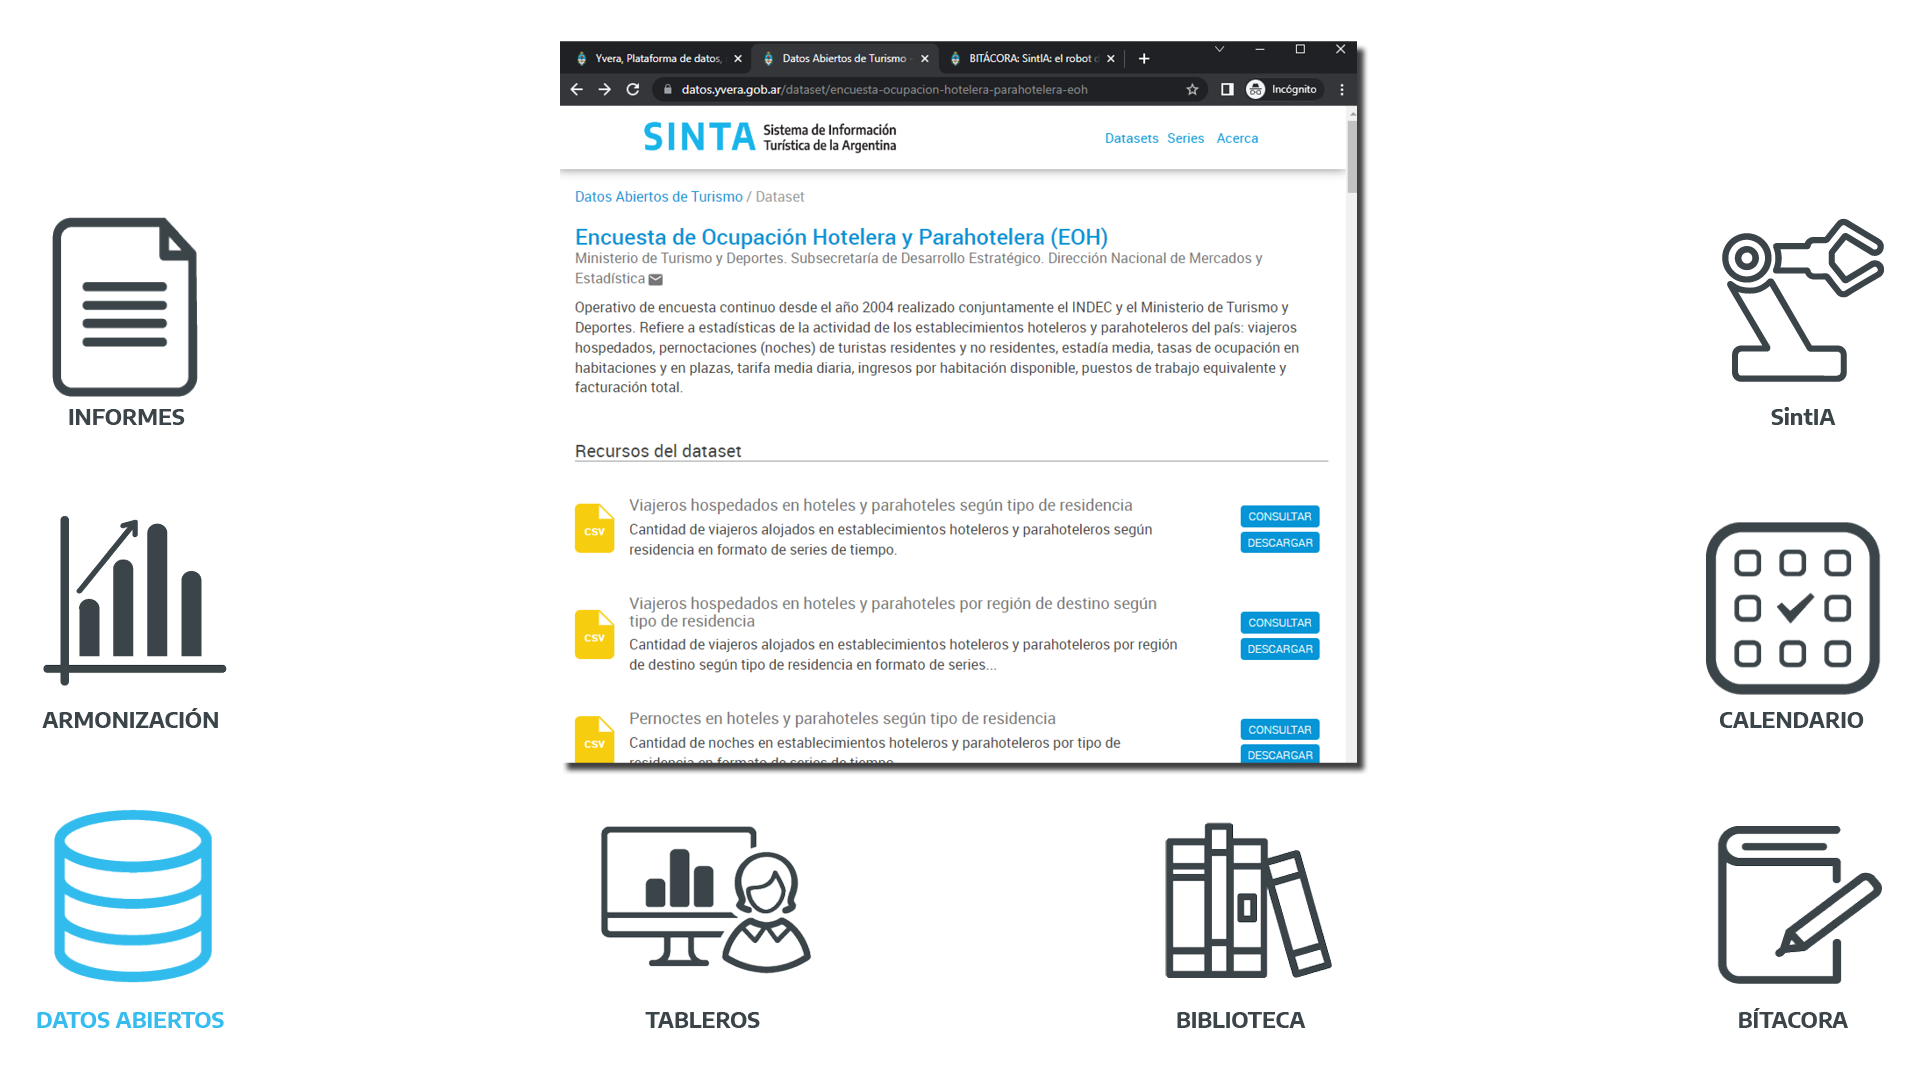 Yvera, Plataforma de datos,
Datos Abiertos de Turismo
BITÁCORA: SintIA: el robot d
datos.yvera.gob.ar/dataset/encuesta-ocupacion-hotelera-parahotelera-eoh
Incógnito
SINTA
Sistema de Información
Turística de la Argentina
Datasets Series Acerca
Datos Abiertos de Turismo / Dataset
Encuesta de Ocupación Hotelera y Parahotelera (EOH)
Ministerio de Turismo y Deportes. Subsecretaría de Desarrollo Estratégico. Dirección Nacional de Mercados y
Estadística
Operativo de encuesta continuo desde el año 2004 realizado conjuntamente el INDEC y el Ministerio de Turismo y
Deportes. Refiere a estadísticas de la actividad de los establecimientos hoteleros y parahoteleros del país: viajeros
hospedados, pernoctaciones (noches) de turistas residentes y no residentes, estadía media, tasas de ocupación en
habitaciones y en plazas, tarifa media diaria, ingresos por habitación disponible, puestos de trabajo equivalente y
facturación total.
Recursos del dataset
CSV
Viajeros hospedados en hoteles y parahoteles según tipo de residencia
Cantidad de viajeros alojados en establecimientos hoteleros y parahoteleros según
residencia en formato de series de tiempo.
CONSULTAR
DESCARGAR
CSV
Viajeros hospedados en hoteles y parahoteles por región de destino según
tipo de residencia
Cantidad de viajeros alojados en establecimientos hoteleros y parahoteleros por región
de destino según tipo de residencia en formato de series...
CONSULTAR
DESCARGAR
CSV
Pernoctes en hoteles y parahoteles según tipo de residencia
Cantidad de noches en establecimientos hoteleros y parahoteleros por tipo de
residencia en formato de series de tiempo.
CONSULTAR
DESCARGAR
INFORMES
SintIA
ARMONIZACIÓN
CALENDARIO
DATOS ABIERTOS
TABLEROS
BIBLIOTECA
BÍTACORA